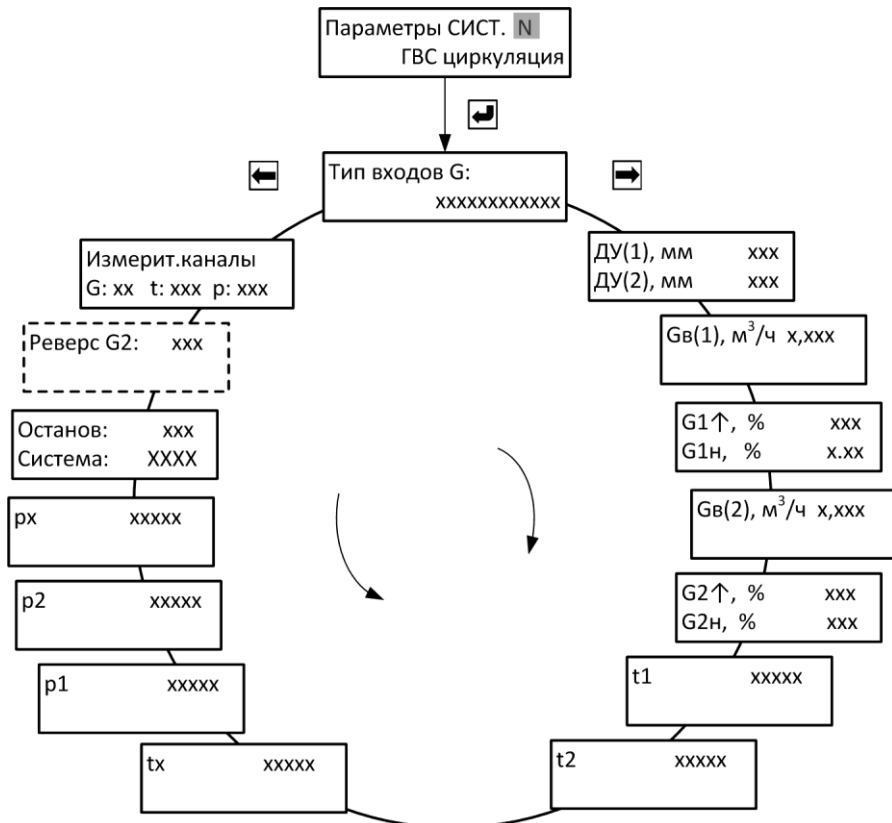 Параметры СИСТ. N
ГВС циркуляция
Тип входов G:
xxxxxxxxxxxx
ДУ(1), мм xxx
ДУ(2), мм xxx
Gв(1), м³/ч x,xxx
G1↑, % xxx
G1н, % x.xx
Gв(2), м³/ч x,xxx
G2↑, % xxx
G2н, % xxx
t1 xxxxx
t2 xxxxx
tx xxxxx
p1 xxxxx
p2 xxxxx
px xxxxx
Останов: xxx
Система: XXXX
Реверс G2: xxx
Измерит.каналы
G: xx t: xxx p: xxx